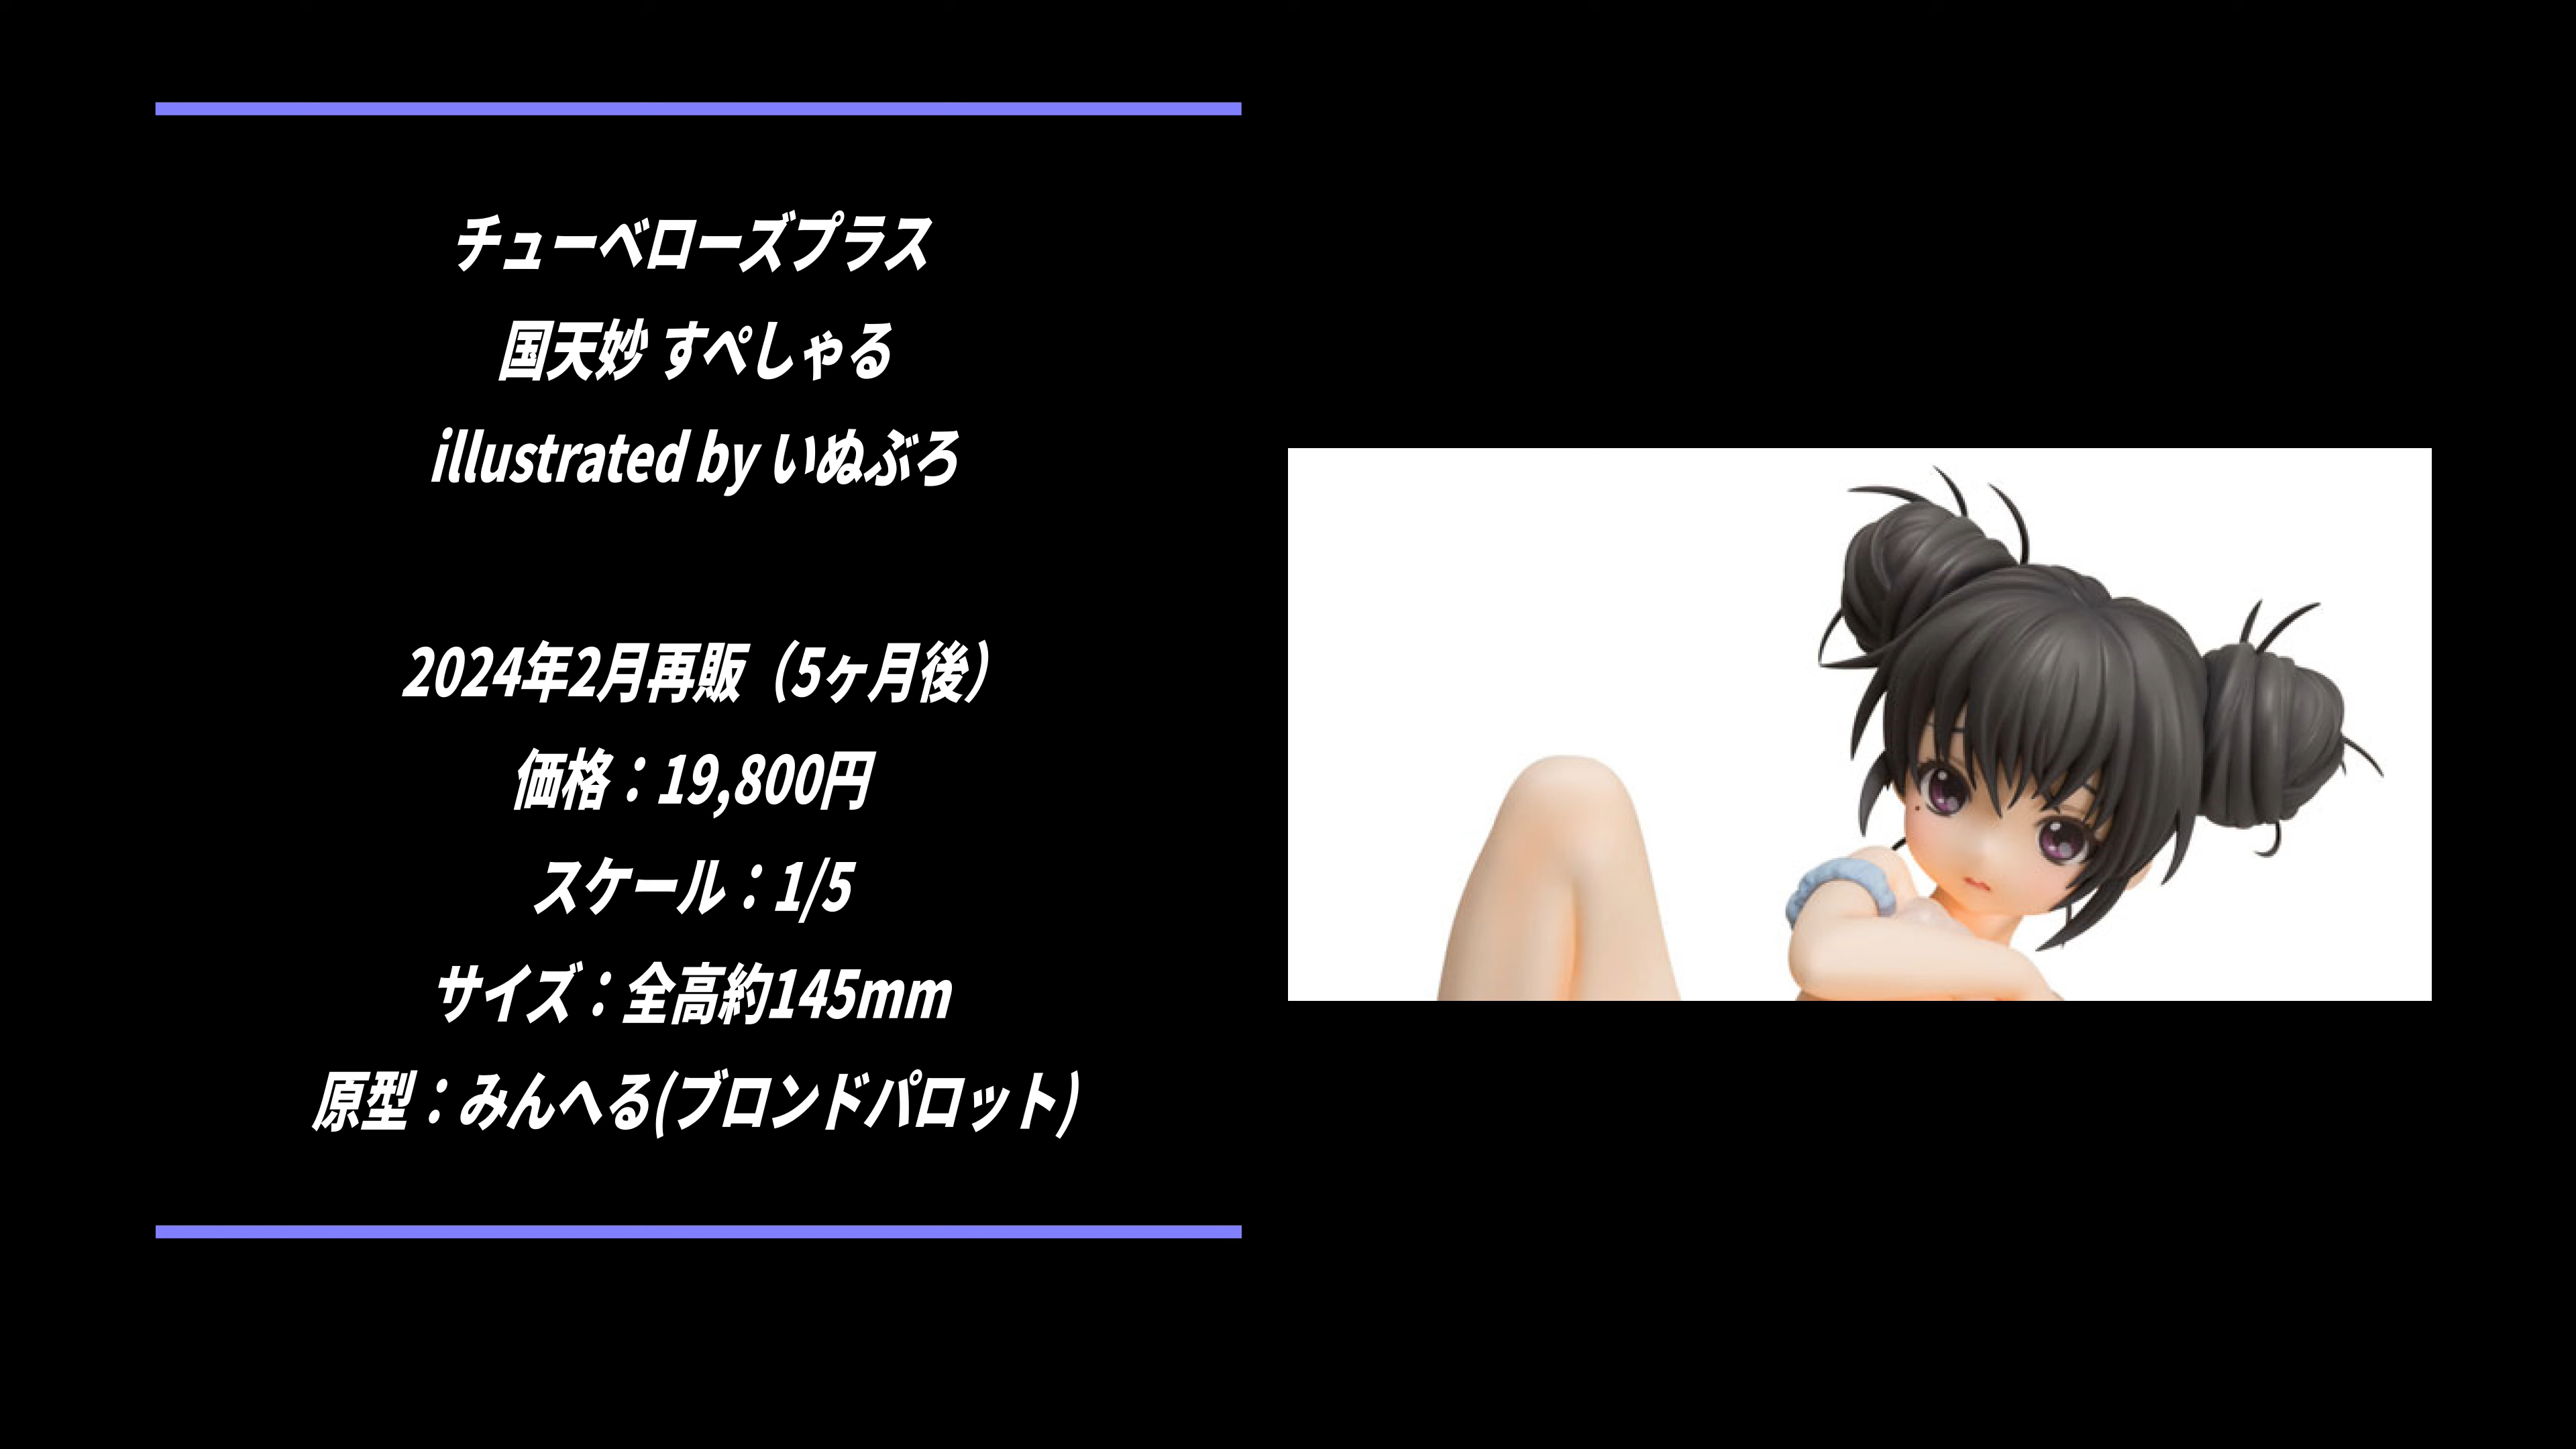 チューベローズプラス
国天妙 すぺしゃる
illustrated by いぬぶろ
2024年2月再販（5ヶ月後）
価格：19,800円
スケール：1/5
サイズ：全高約145mm
原型：みんへる(ブロンドパロット)